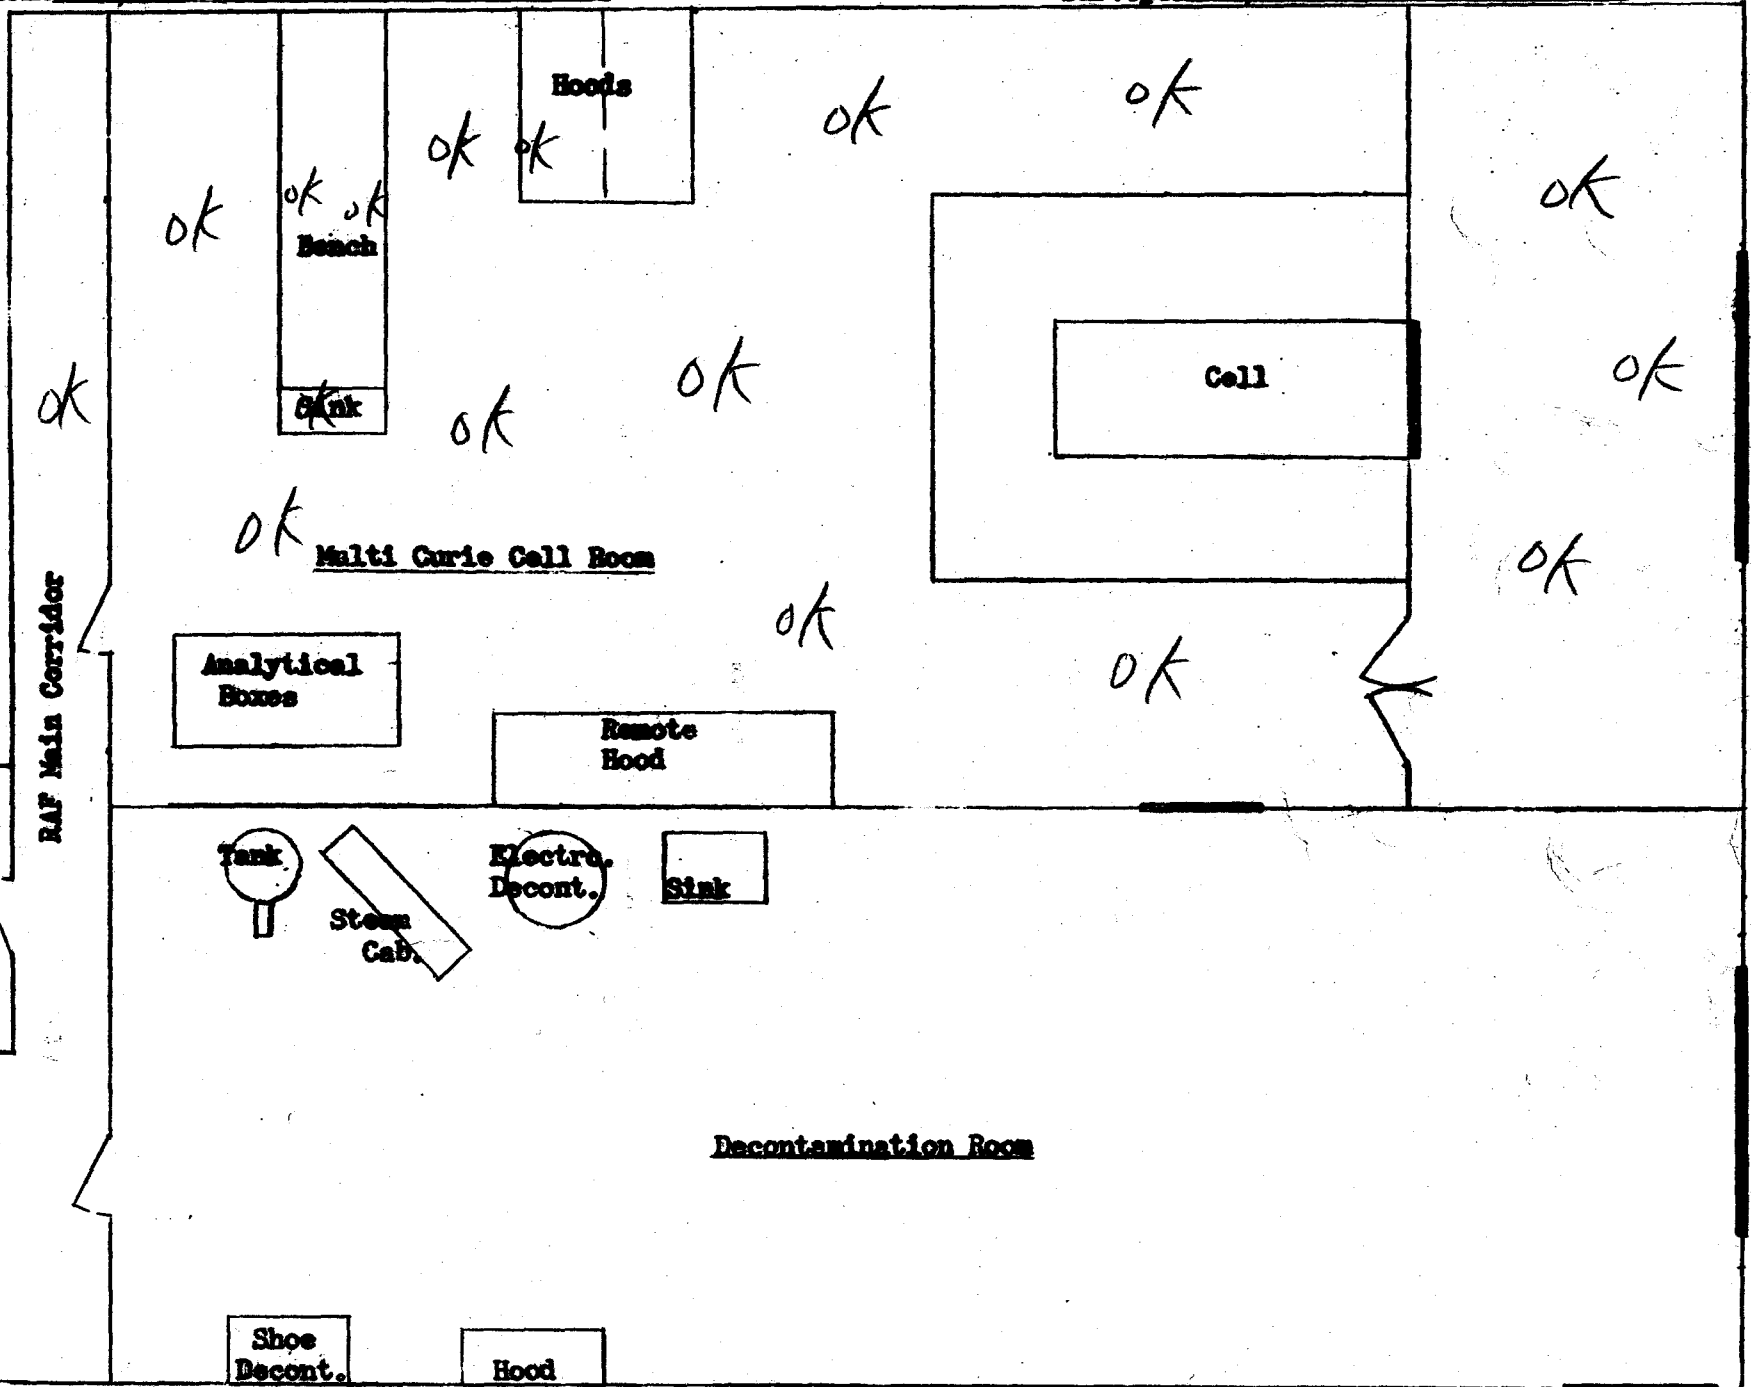 Hoods
OK
OK
OK
OK
OK
OK
OK
OK
OK
Bench
OK
Cell
OK
OK
Sink
OK
OK
OK
OK
Multi Curie Cell Room
RAF Main Corridor
OK
OK
Analytical
Boxes
Remote
Hood
Tank
Electro.
Decont.
Sink
Steam
Cab.
Decontamination Room
Shoe
Decont.
Hood